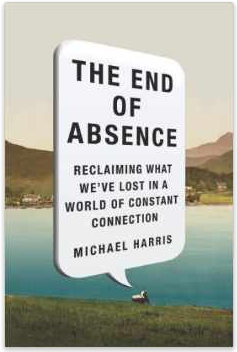 THE END
OF
ABSENCE
RECLAIMING WHAT
WE'VE LOST IN A
WORLD OF CONSTANT
CONNECTION
MICHAEL HARRIS